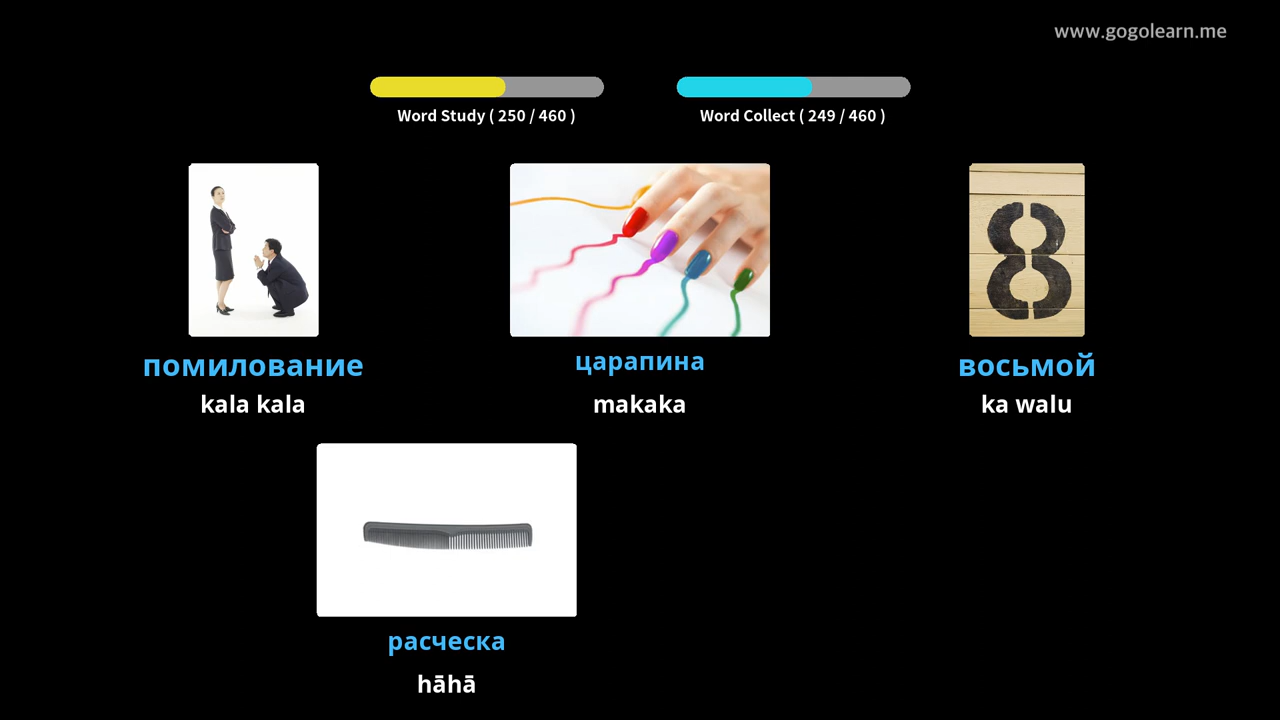 www.gogolearn.me
Word Study ( 250 / 460 )
Word Collect ( 249 / 460 )
8
помилование
царапина
восьмой
kala kala
makaka
ka walu
расческа
hāhā